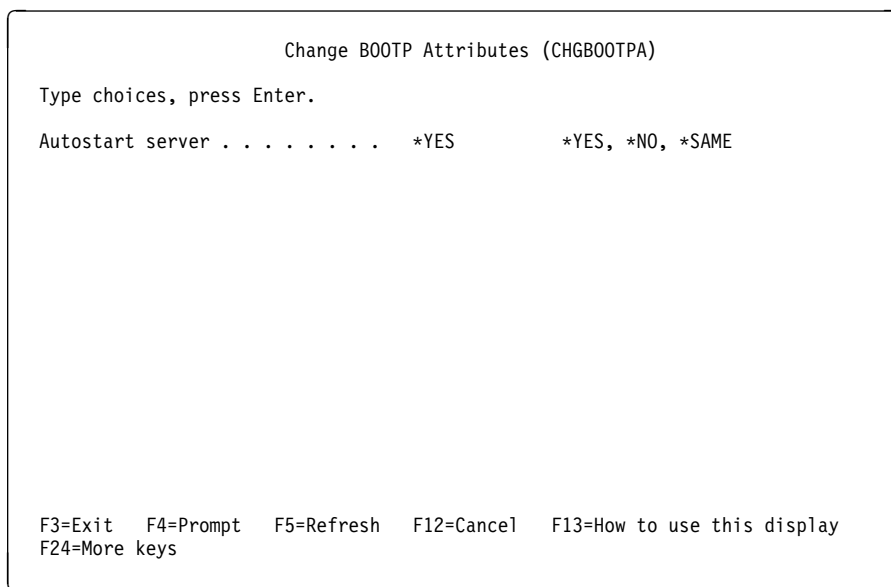 Change BOOTP Attributes (CHGBOOTPA)
Type choices, press Enter.
Autostart server . . . . . . . . *YES *YES, *NO, *SAME
F3=Exit F4=Prompt F5=Refresh F12=Cancel F13=How to use this display
F24=More keys